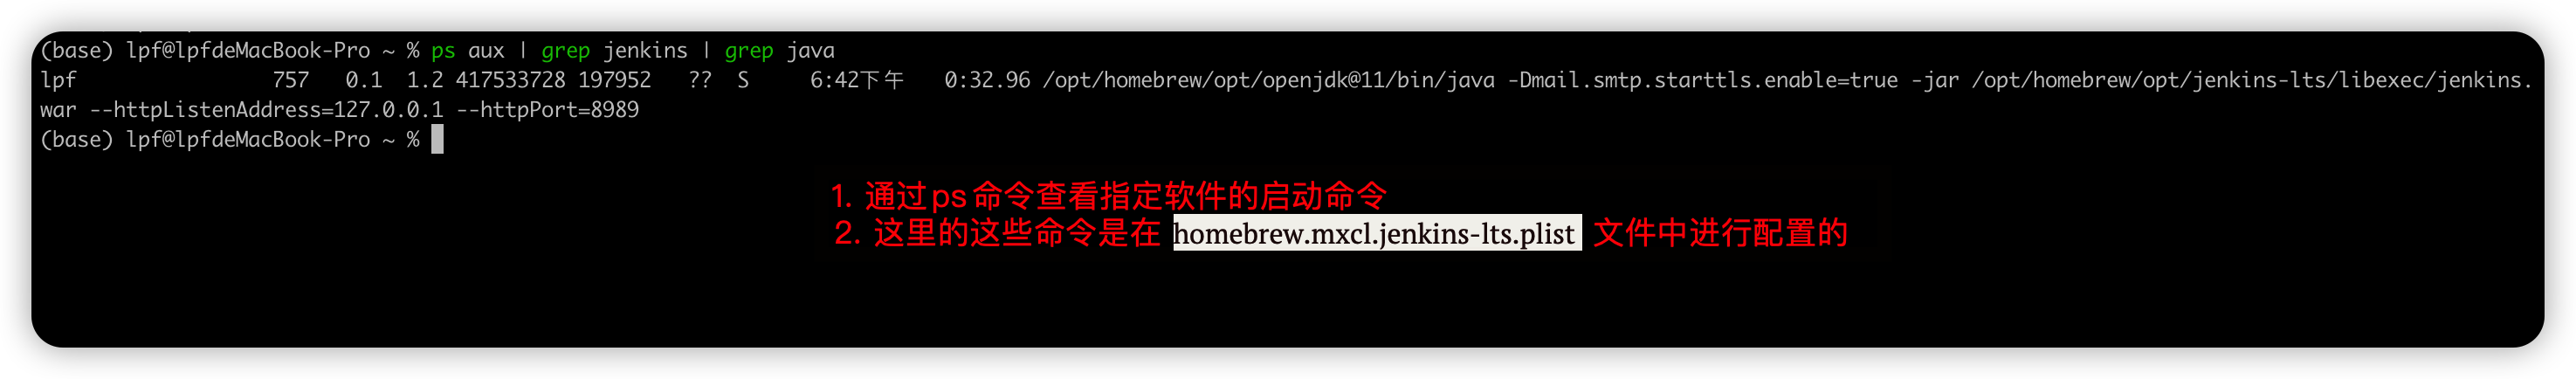 (base) lpf@lpfdeMacBook-Pro ~ % ps aux | grep jenkins | grep java
lpf 757 0.1 1.2 417533728 197952 ?? S 6:42下午 0:32.96 /opt/homebrew/opt/openjdk@11/bin/java -Dmail.smtp.starttls.enable=true -jar /opt/homebrew/opt/jenkins-lts/libexec/jenkins.
war --httpListenAddress=127.0.0.1 --httpPort=8989
(base) lpf@lpfdeMacBook-Pro ~ %
1. 通过ps命令查看指定软件的启动命令
2. 这里的这些命令是在 homebrew.mxcl.jenkins-lts.plist 文件中进行配置的